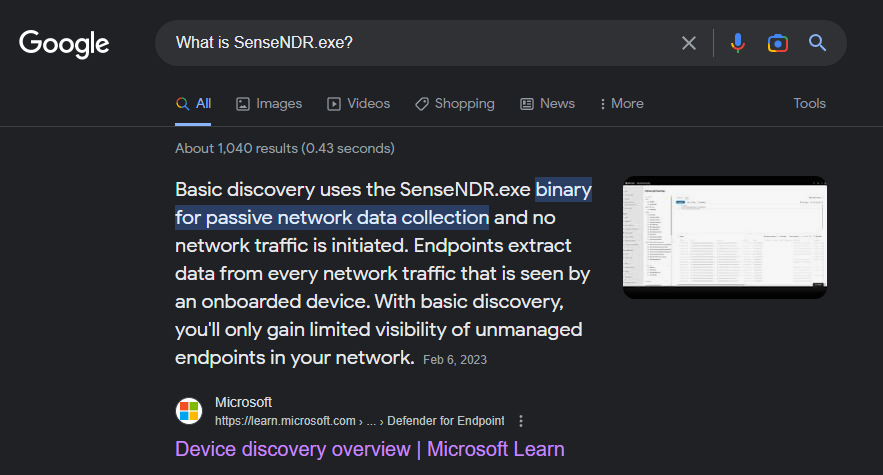 Google
What is SenseNDR.exe?
All
Images
Videos
Shopping
News
More
Tools
About 1,040 results (0.43 seconds)
Basic discovery uses the SenseNDR.exe binary
for passive network data collection and no
network traffic is initiated. Endpoints extract
data from every network traffic that is seen by
an onboarded device. With basic discovery,
you'll only gain limited visibility of unmanaged
endpoints in your network. Feb 6, 2023
Microsoft
https://learn.microsoft.com › ... › Defender for Endpoint
Device discovery overview | Microsoft Learn